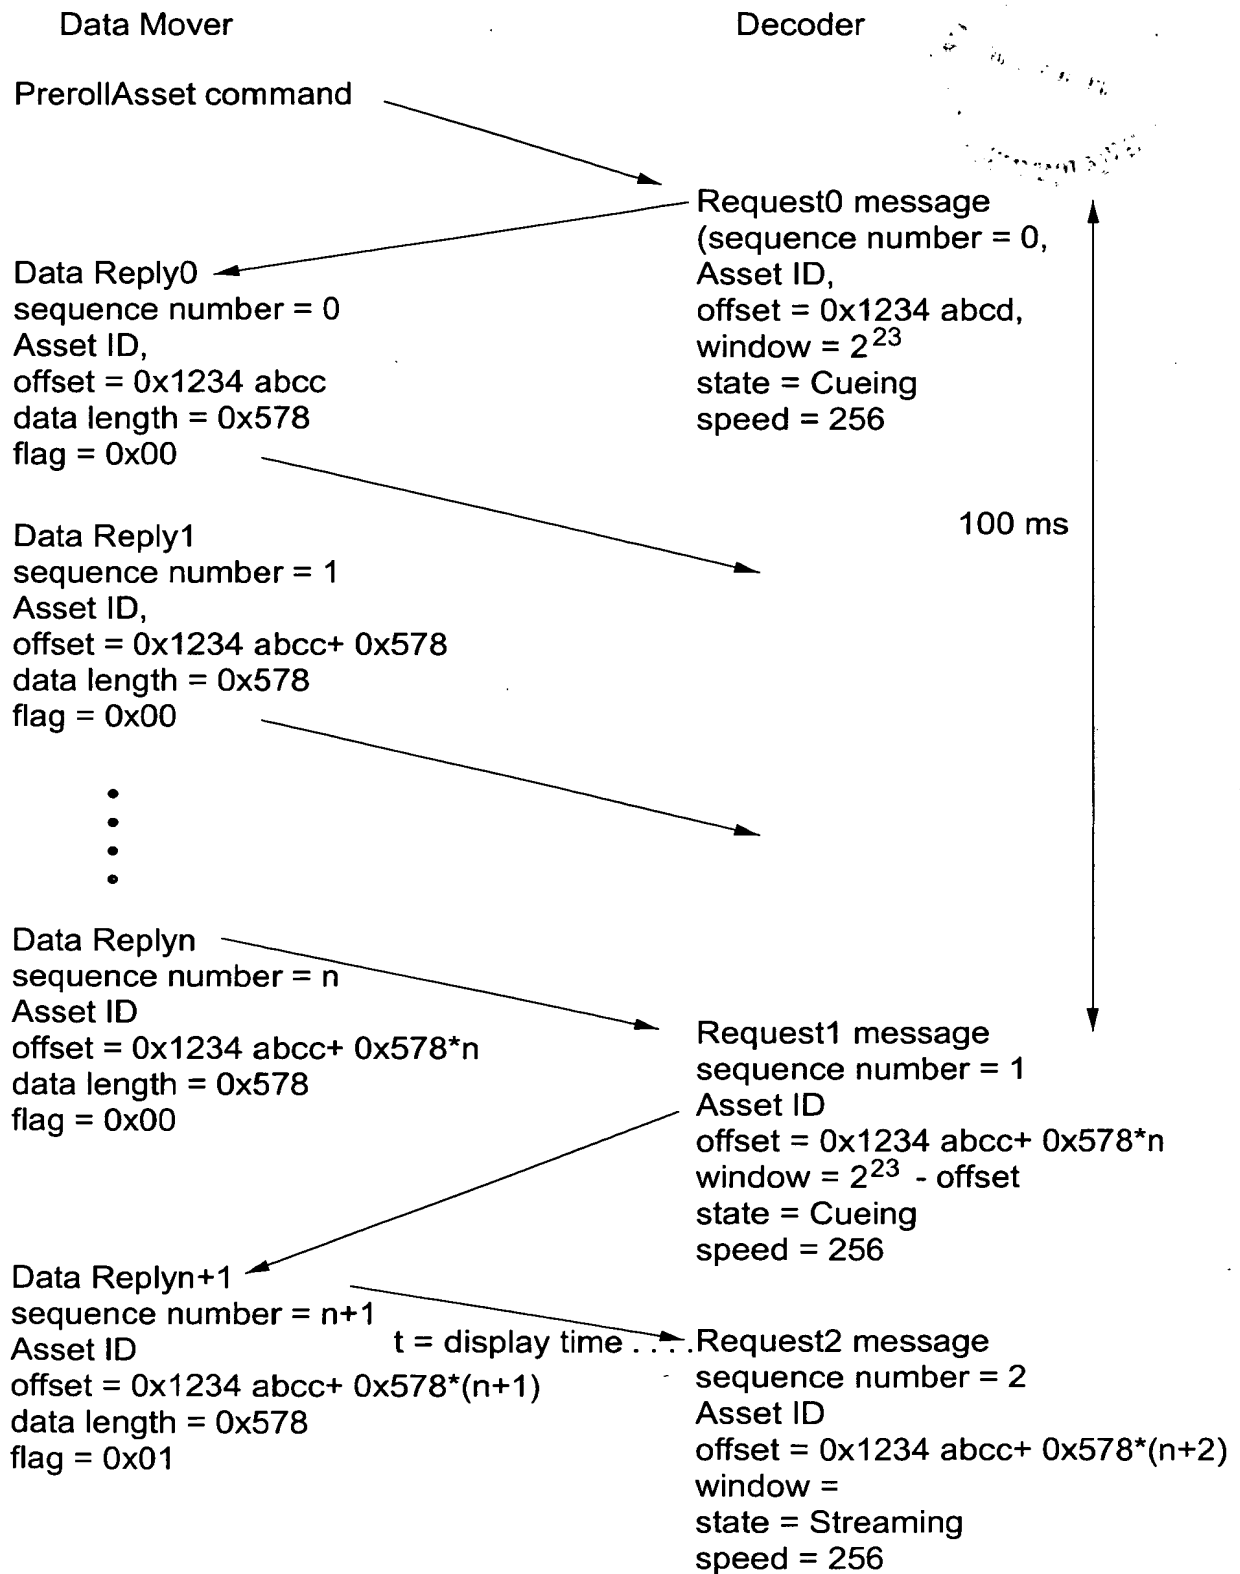 Data Mover
Decoder
PrerollAsset command
Request0 message
(sequence number = 0,
Asset ID,
offset = 0x1234 abcd,
window = 2^23
state = Cueing
speed = 256
Data Reply0
sequence number = 0
Asset ID,
offset = 0x1234 abcc
data length = 0x578
flag = 0x00
100 ms
Data Reply1
sequence number = 1
Asset ID,
offset = 0x1234 abcc+ 0x578
data length = 0x578
flag = 0x00
Data Replyn
sequence number = n
Asset ID
offset = 0x1234 abcc+ 0x578*n
data length = 0x578
flag = 0x00
Request1 message
sequence number = 1
Asset ID
offset = 0x1234 abcc+ 0x578*n
window = 2^23 - offset
state = Cueing
speed = 256
Data Replyn+1
sequence number = n+1
Asset ID
offset = 0x1234 abcc+ 0x578*(n+1)
data length = 0x578
flag = 0x01
t = display time . . . .
Request2 message
sequence number = 2
Asset ID
offset = 0x1234 abcc+ 0x578*(n+2)
window =
state = Streaming
speed = 256